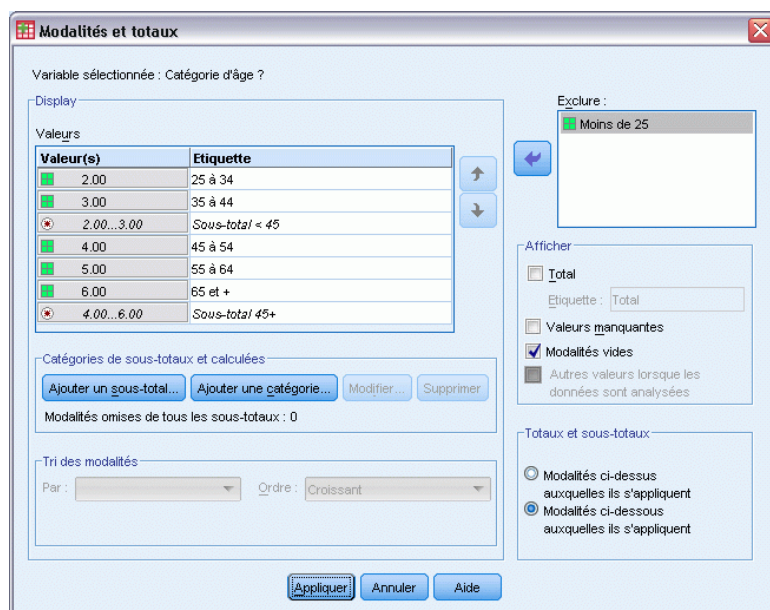 Modalités et totaux
Variable sélectionnée : Catégorie d'âge ?
Display
Valeurs
Valeur(s) Etiquette
2.00 25 à 34
3.00 35 à 44
2.00...3.00 Sous-total < 45
4.00 45 à 54
5.00 55 à 64
6.00 65 et +
4.00...6.00 Sous-total 45+
Catégories de sous-totaux et calculées
Ajouter un sous-total... Ajouter une catégorie... Modifier... Supprimer
Modalités omises de tous les sous-totaux : 0
Tri des modalités
Par : Ordre : Croissant
Exclure :
Moins de 25
Afficher
Total
Etiquette : Total
Valeurs manquantes
Modalités vides
Autres valeurs lorsque les
données sont analysées
Totaux et sous-totaux
Modalités ci-dessus
auxquelles ils s'appliquent
Modalités ci-dessous
auxquelles ils s'appliquent
Appliquer Annuler Aide